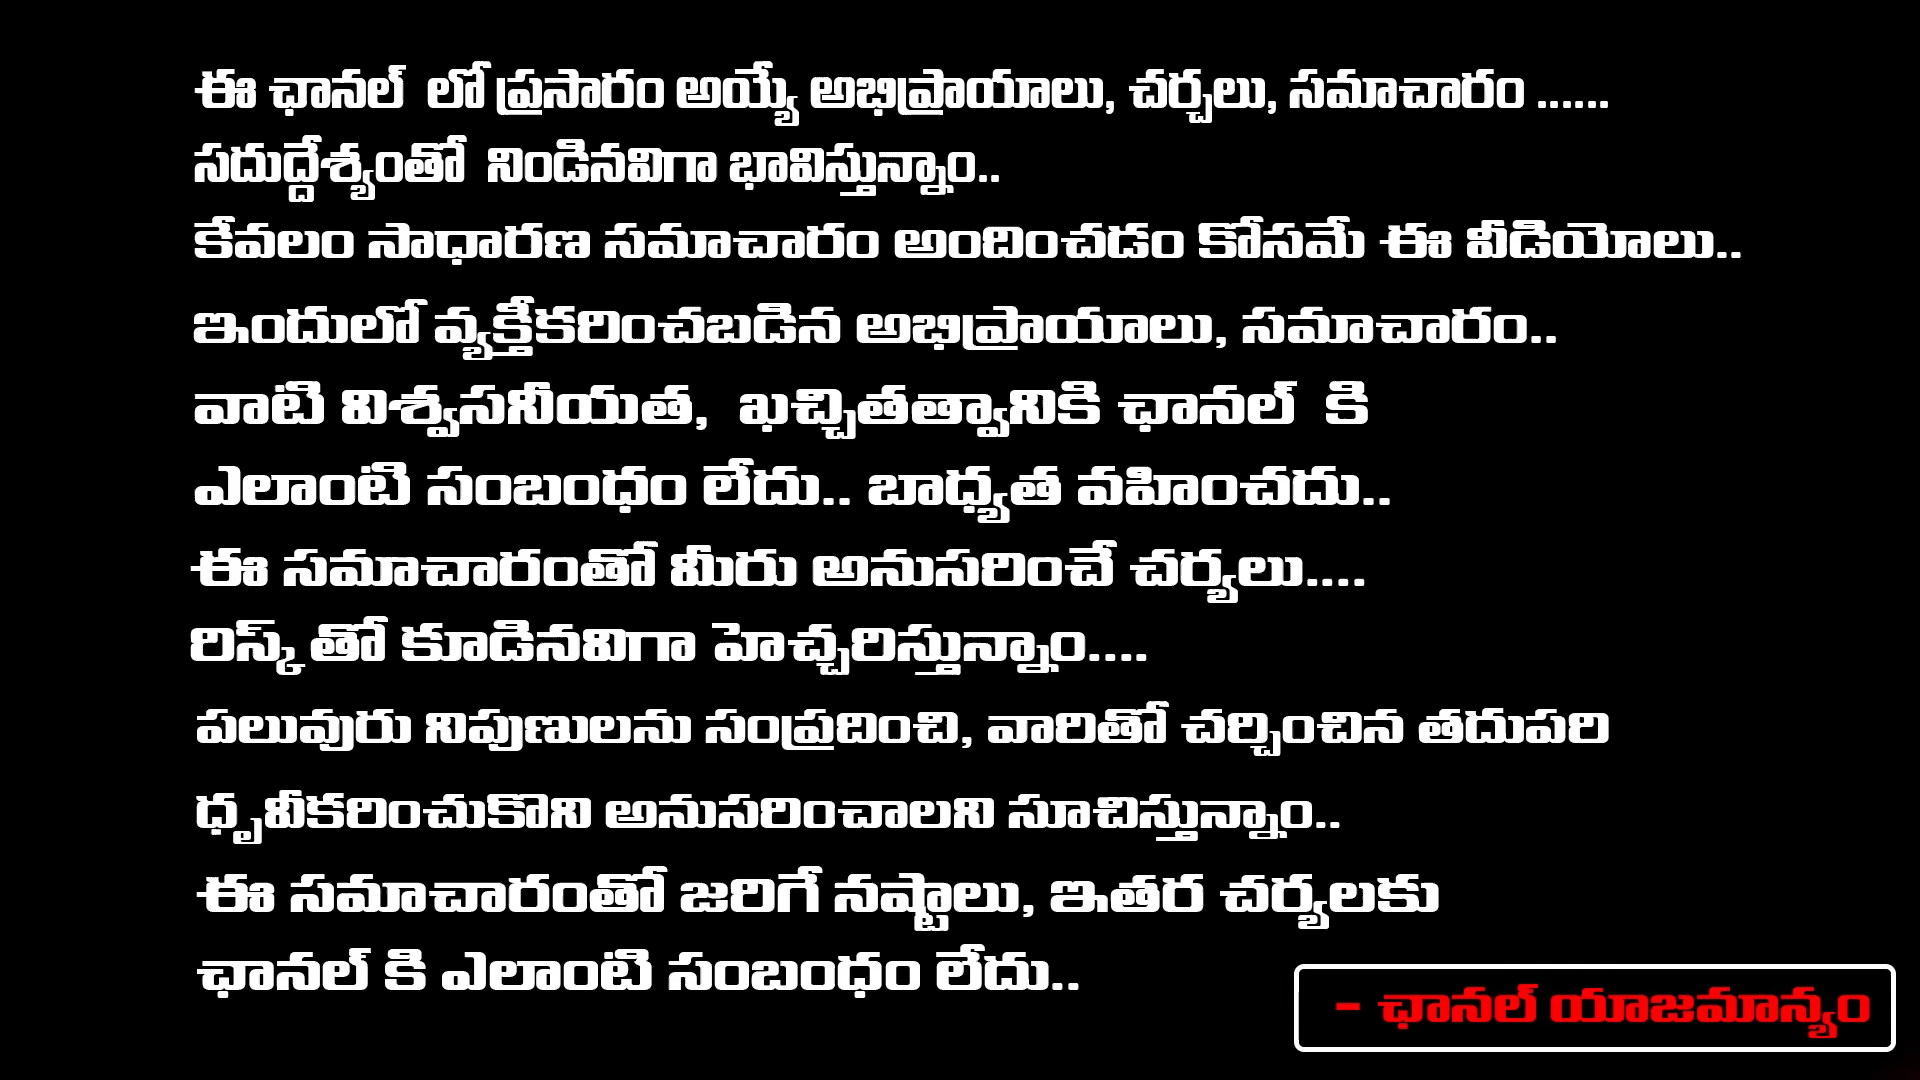 ఈ ఛానల్ లో ప్రసారం అయ్యే అభిప్రాయాలు, చర్చలు, సమాచారం ......
సదుద్దేశ్యంతో నిండినవిగా భావిస్తున్నాం..
కేవలం సాధారణ సమాచారం అందించడం కోసమే ఈ వీడియోలు..
ఇందులో వ్యక్తీకరించబడిన అభిప్రాయాలు, సమాచారం..
వాటి విశ్వసనీయత, ఖచ్చితత్వానికి ఛానల్ కి
ఎలాంటి సంబంధం లేదు.. బాధ్యత వహించదు..
ఈ సమాచారంతో మీరు అనుసరించే చర్యలు....
రిస్క్ తో కూడినవిగా హెచ్చరిస్తున్నాం....
పలువురు నిపుణులను సంప్రదించి, వారితో చర్చించిన తదుపరి
ధృవీకరించుకొని అనుసరించాలని సూచిస్తున్నాం..
ఈ సమాచారంతో జరిగే నష్టాలు, ఇతర చర్యలకు
ఛానల్ కి ఎలాంటి సంబంధం లేదు..
- ఛానల్ యాజమాన్యం